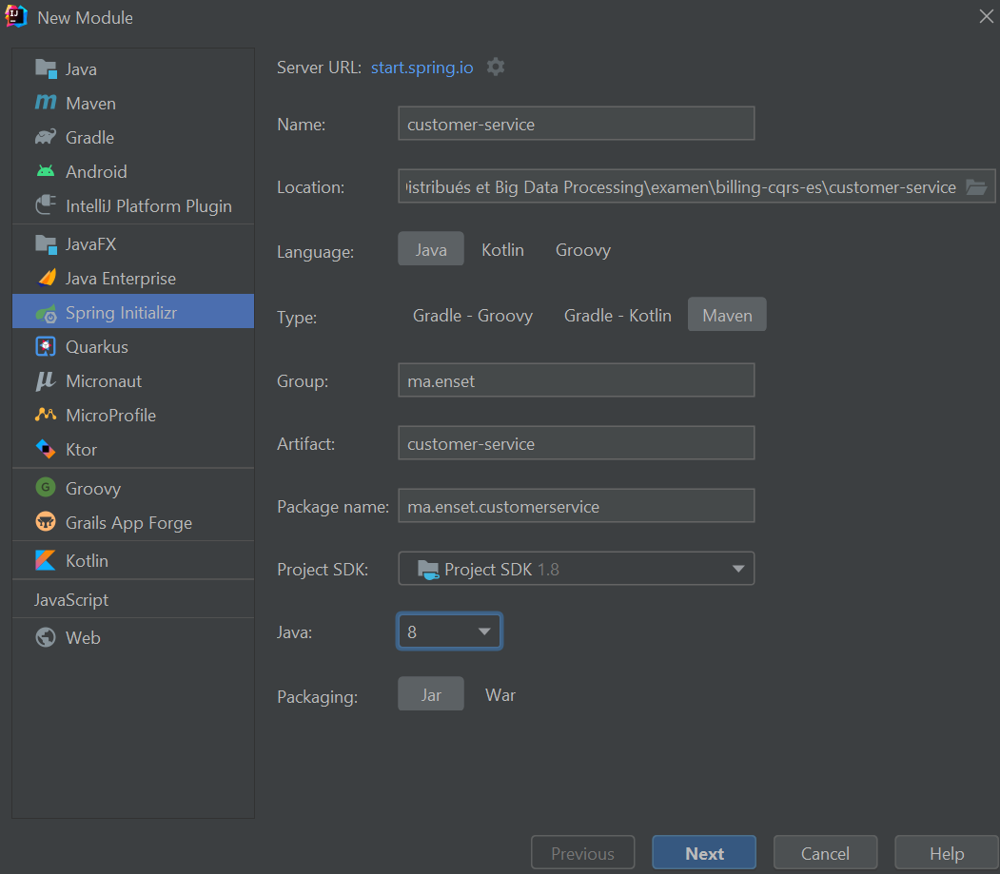 New Module
Java
Maven
Gradle
Android
IntelliJ Platform Plugin
JavaFX
Java Enterprise
Spring Initializr
Quarkus
Micronaut
MicroProfile
Ktor
Groovy
Grails App Forge
Kotlin
JavaScript
Web
Server URL: start.spring.io
Name: customer-service
Location: istribués et Big Data Processing\examen\billing-cqrs-es\customer-service
Language: Java Kotlin Groovy
Type: Gradle - Groovy Gradle - Kotlin Maven
Group: ma.enset
Artifact: customer-service
Package name: ma.enset.customerservice
Project SDK: Project SDK 1.8
Java: 8
Packaging: Jar War
Previous Next Cancel Help